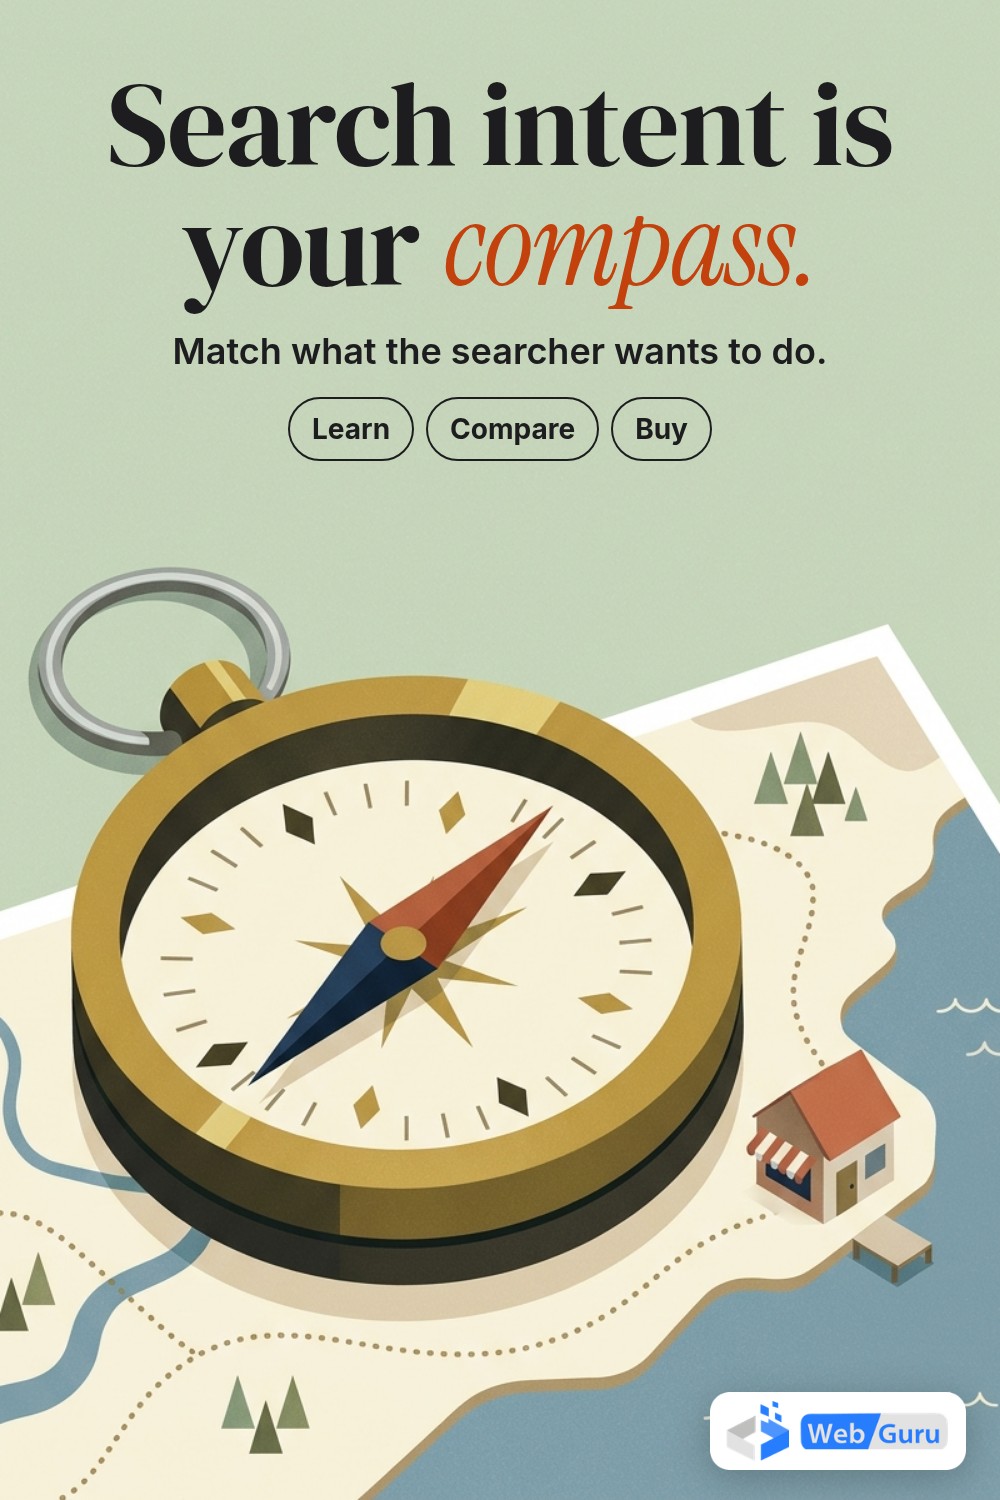 Search intent is
your compass.
Match what the searcher wants to do.
Learn Compare Buy
Web Guru